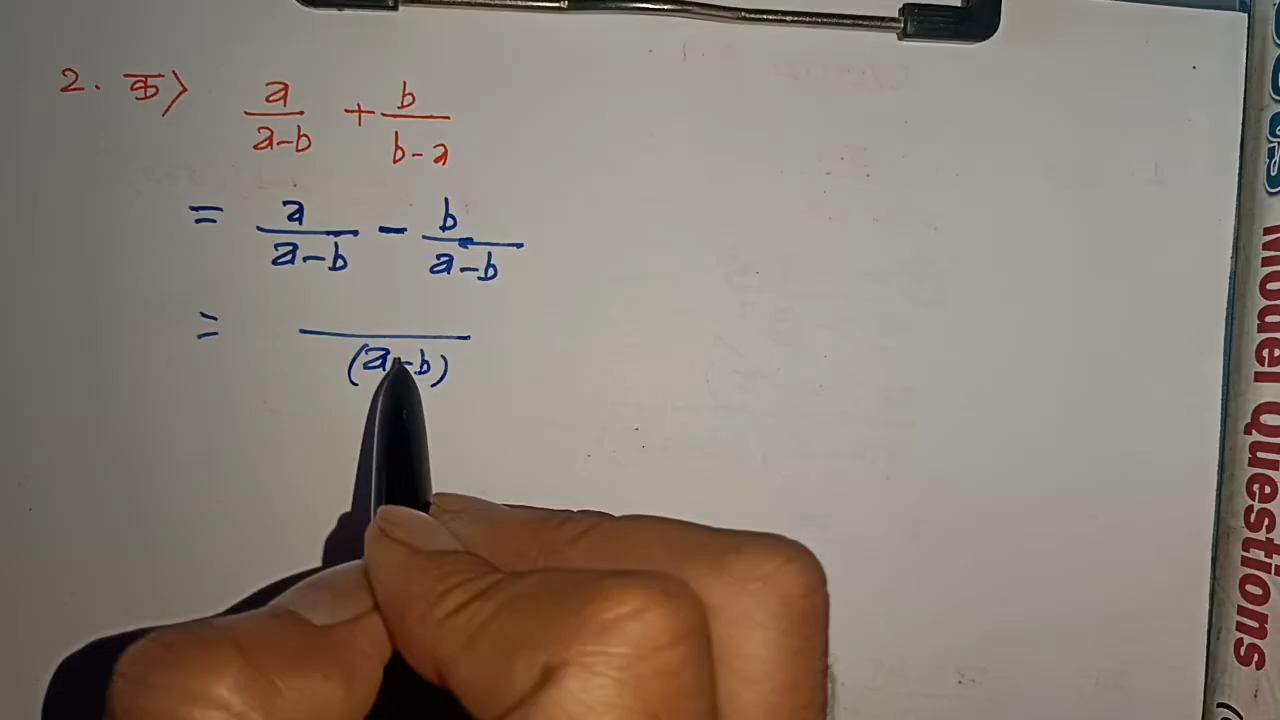 2. क> a/(a-b) + b/(b-a)
= a/(a-b) - b/(a-b)
= /(a-b)
Model Questions